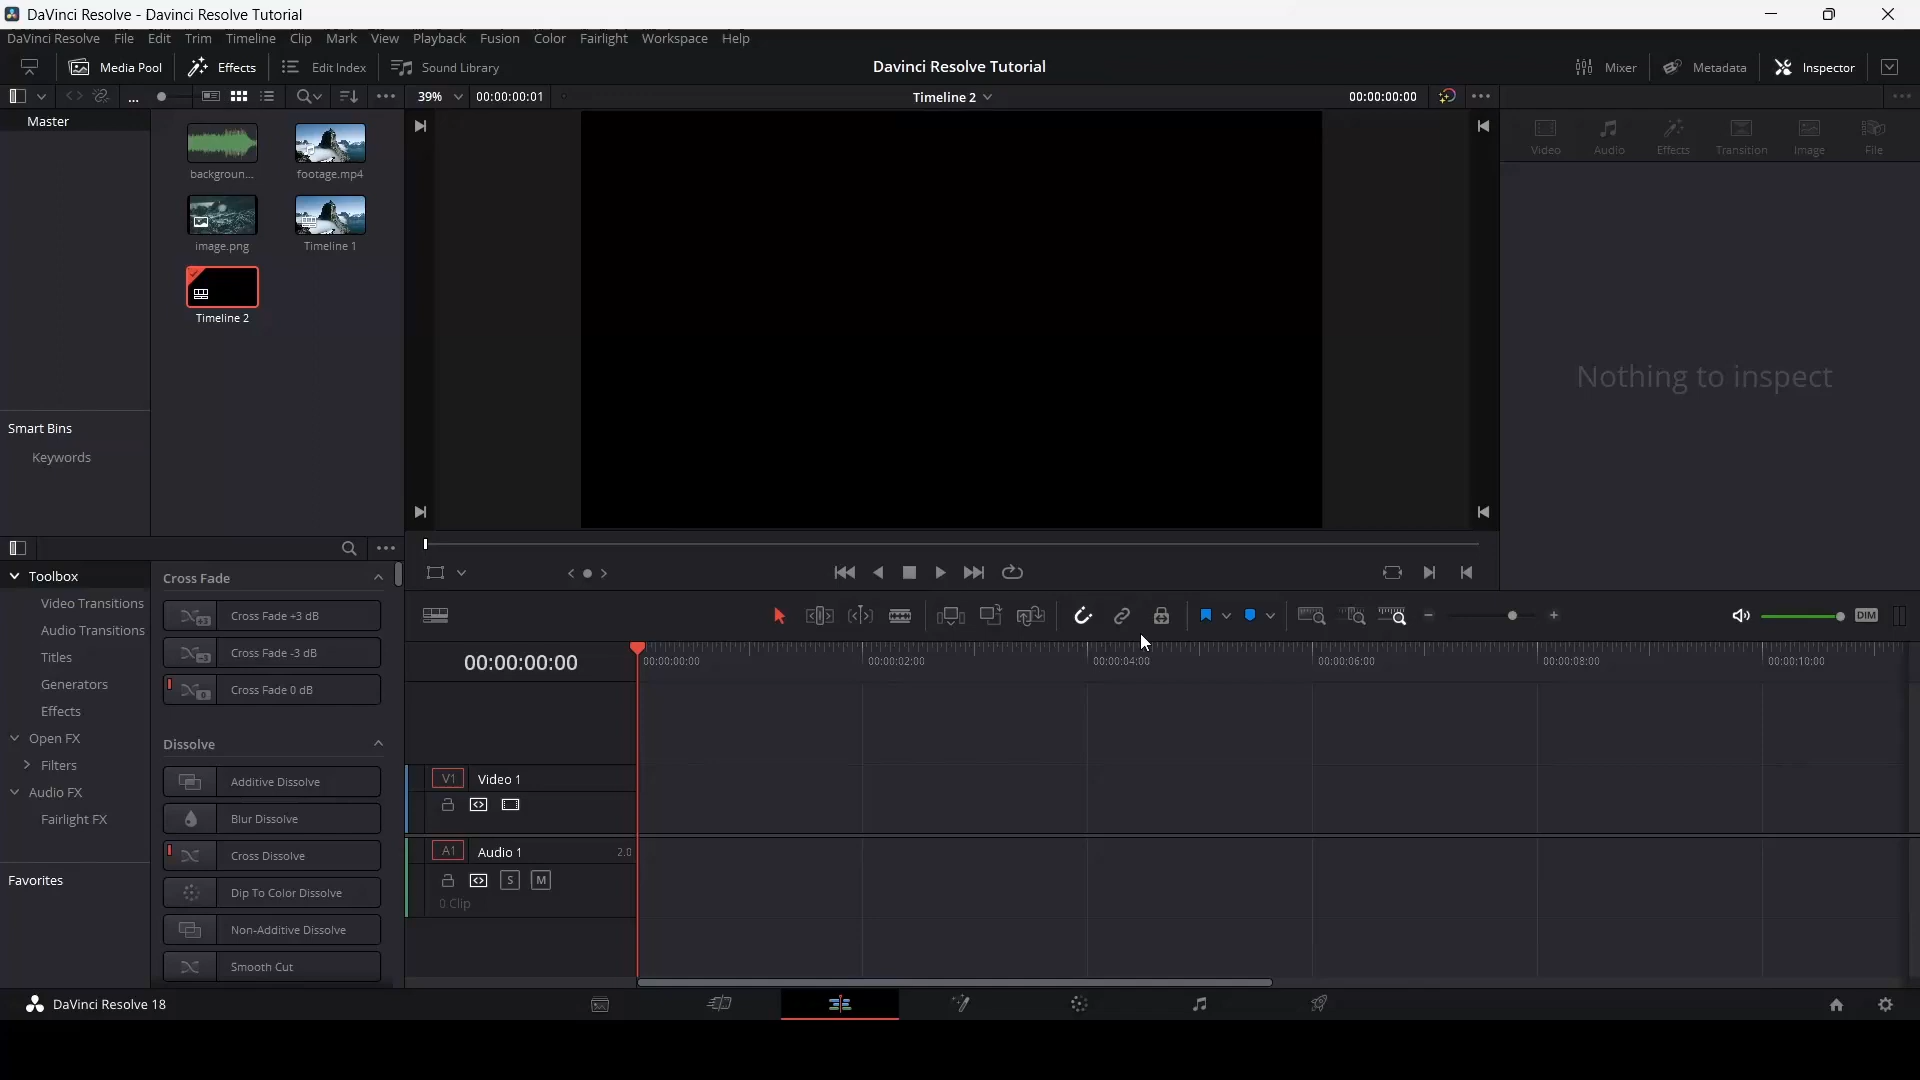 DaVinci Resolve - Davinci Resolve Tutorial
DaVinci Resolve File Edit Trim Timeline Clip Mark View Playback Fusion Color Fairlight Workspace Help
Media Pool Effects Edit Index Sound Library Davinci Resolve Tutorial Mixer Metadata Inspector
... 39% 00:00:00:01 Timeline 2 00:00:00:00
Master
Video Audio Effects Transition Image File
backgroun... footage.mp4
image.png Timeline 1
Timeline 2
Nothing to inspect
Smart Bins
Keywords
Toolbox
Video Transitions
Audio Transitions
Titles
Generators
Effects
Open FX
Filters
Audio FX
Fairlight FX
Favorites
Cross Fade
Cross Fade +3 dB
Cross Fade -3 dB
Cross Fade 0 dB
Dissolve
Additive Dissolve
Blur Dissolve
Cross Dissolve
Dip To Color Dissolve
Non-Additive Dissolve
Smooth Cut
DIM
00:00:00:00 00:00:00:00 00:00:02:00 00:00:04:00 00:00:06:00 00:00:08:00 00:00:10:00
V1 Video 1
A1 Audio 1 2.0
S M
0 Clip
DaVinci Resolve 18